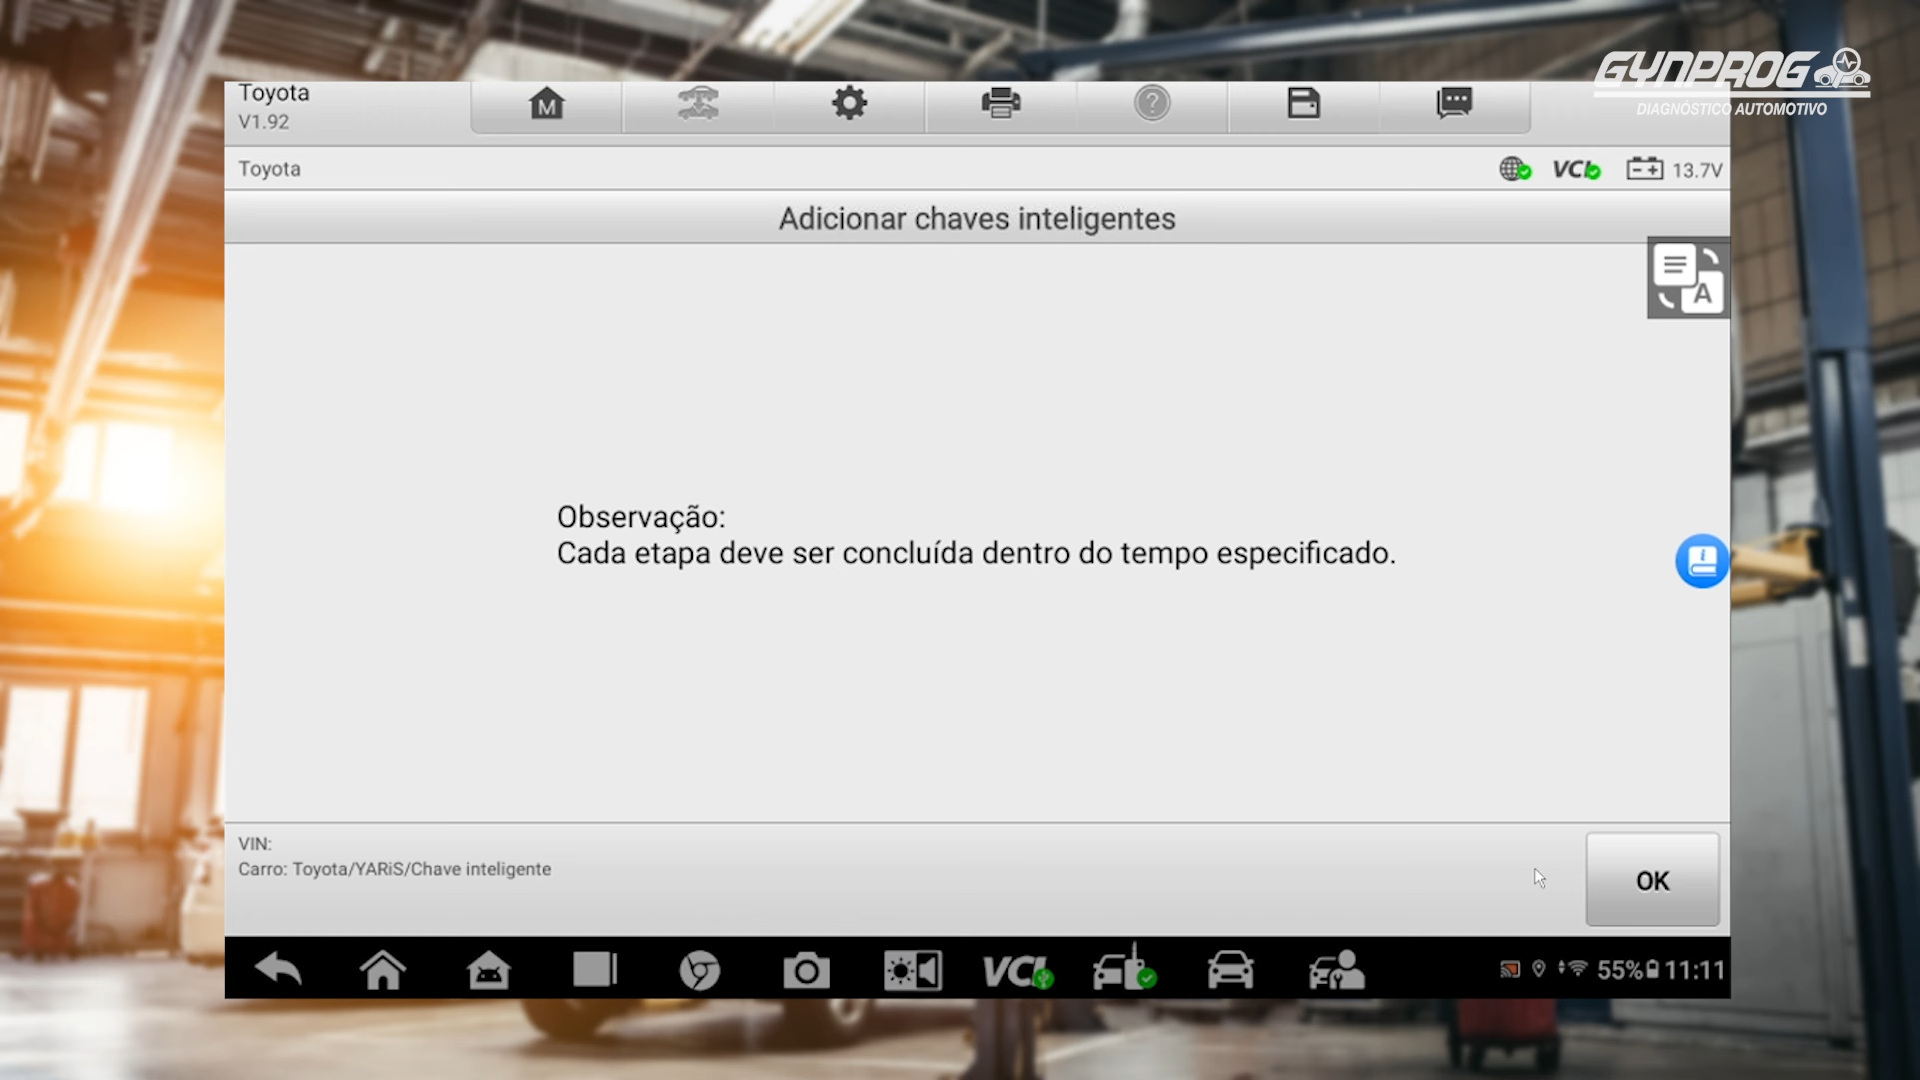 GYNPROG
DIAGNÓSTICO AUTOMOTIVO
Toyota
V1.92
M
?
Toyota
VCI
13.7V
Adicionar chaves inteligentes
A
Observação:
Cada etapa deve ser concluída dentro do tempo especificado.
i
VIN:
Carro: Toyota/YARiS/Chave inteligente
OK
VCI
55%
11:11